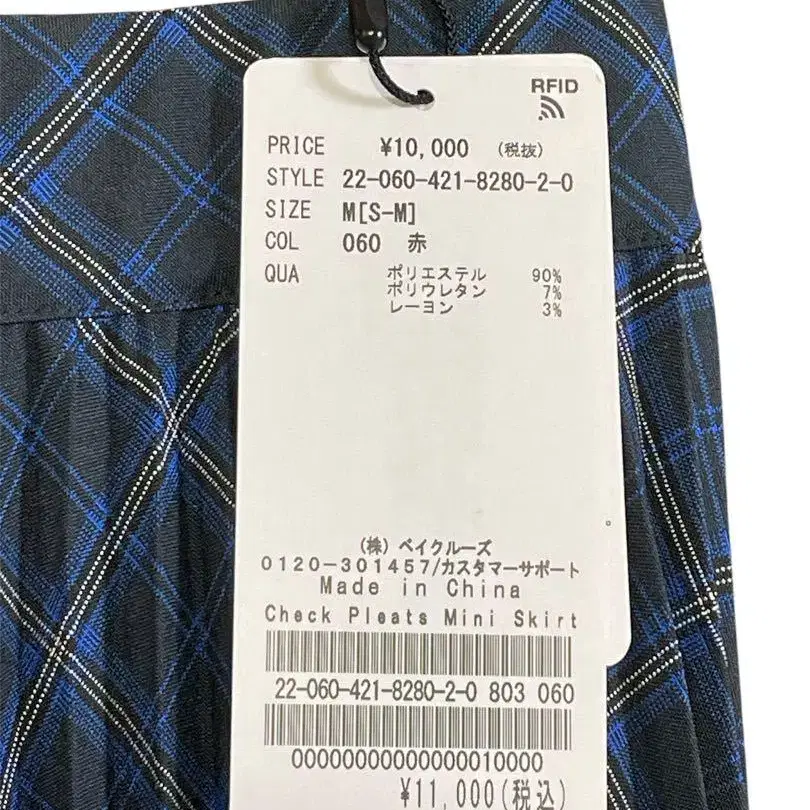 RFID
PRICE ¥10,000 (税抜)
STYLE 22-060-421-8280-2-0
SIZE M[S-M]
COL 060 赤
QUA ポリエステル 90%
ポリウレタン 7%
レーヨン 3%
。
(株) ベイクルーズ
0120-301457/カスタマーサポート
Made in China
Check Pleats Mini Skirt
22-060-421-8280-2-0 803 060
00000000000000010000
¥11,000(税込)